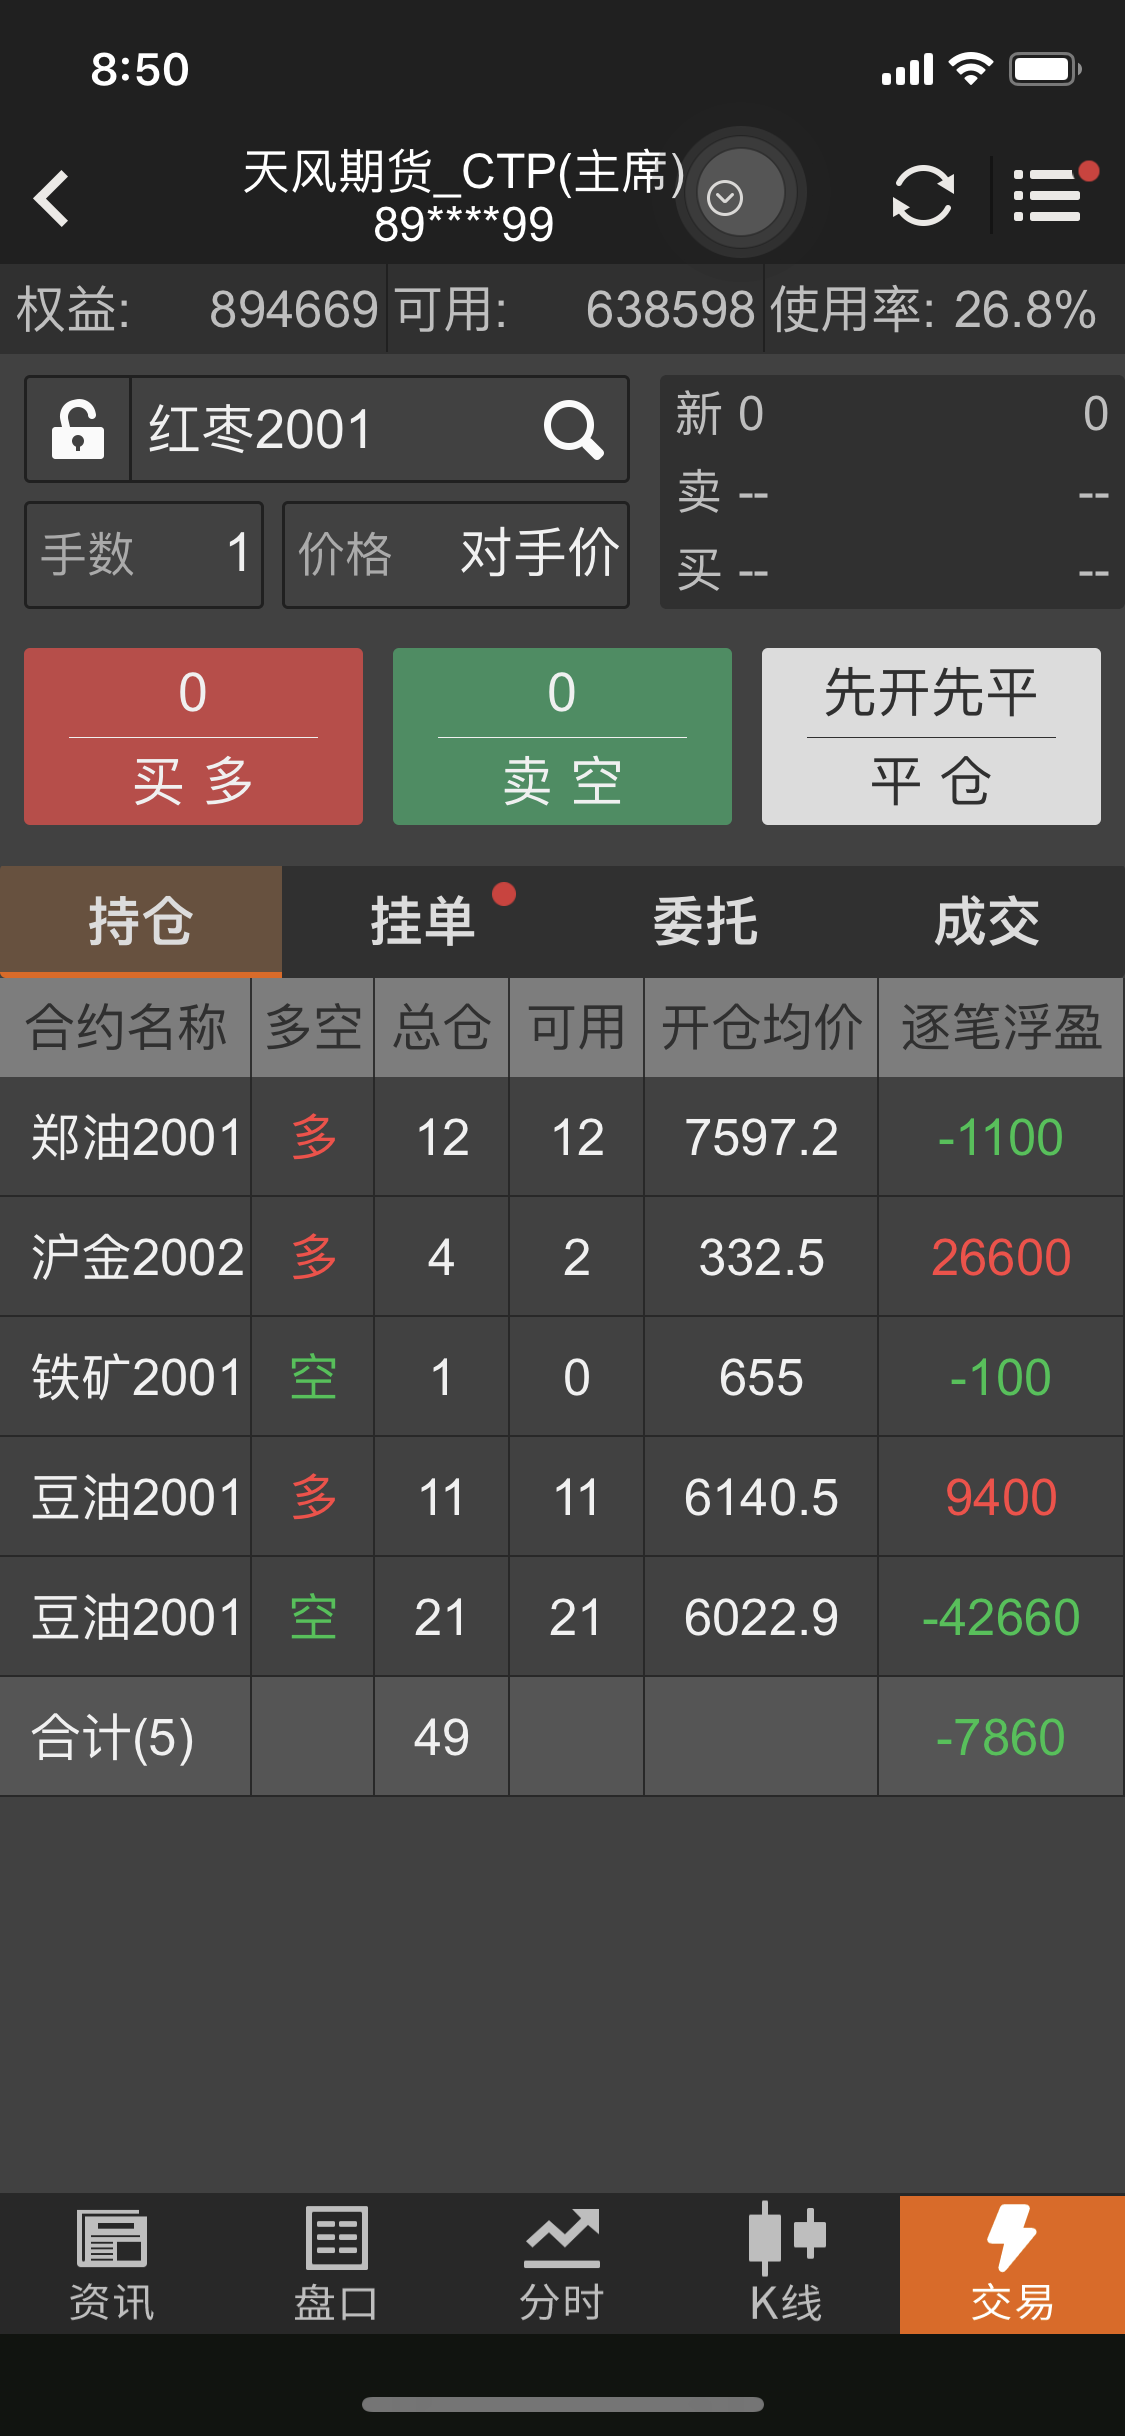 8:50
天风期货_CTP(主席)
89****99
权益: 894669 可用: 638598 使用率: 26.8%
红枣2001
新 0 0
卖 -- --
买 -- --
手数 1 价格 对手价
0 0 先开先平
买 多 卖 空 平 仓
持仓 挂单 委托 成交
合约名称 多空 总仓 可用 开仓均价 逐笔浮盈
郑油2001 多 12 12 7597.2 -1100
沪金2002 多 4 2 332.5 26600
铁矿2001 空 1 0 655 -100
豆油2001 多 11 11 6140.5 9400
豆油2001 空 21 21 6022.9 -42660
合计(5) 49 -7860
资讯 盘口 分时 K线 交易